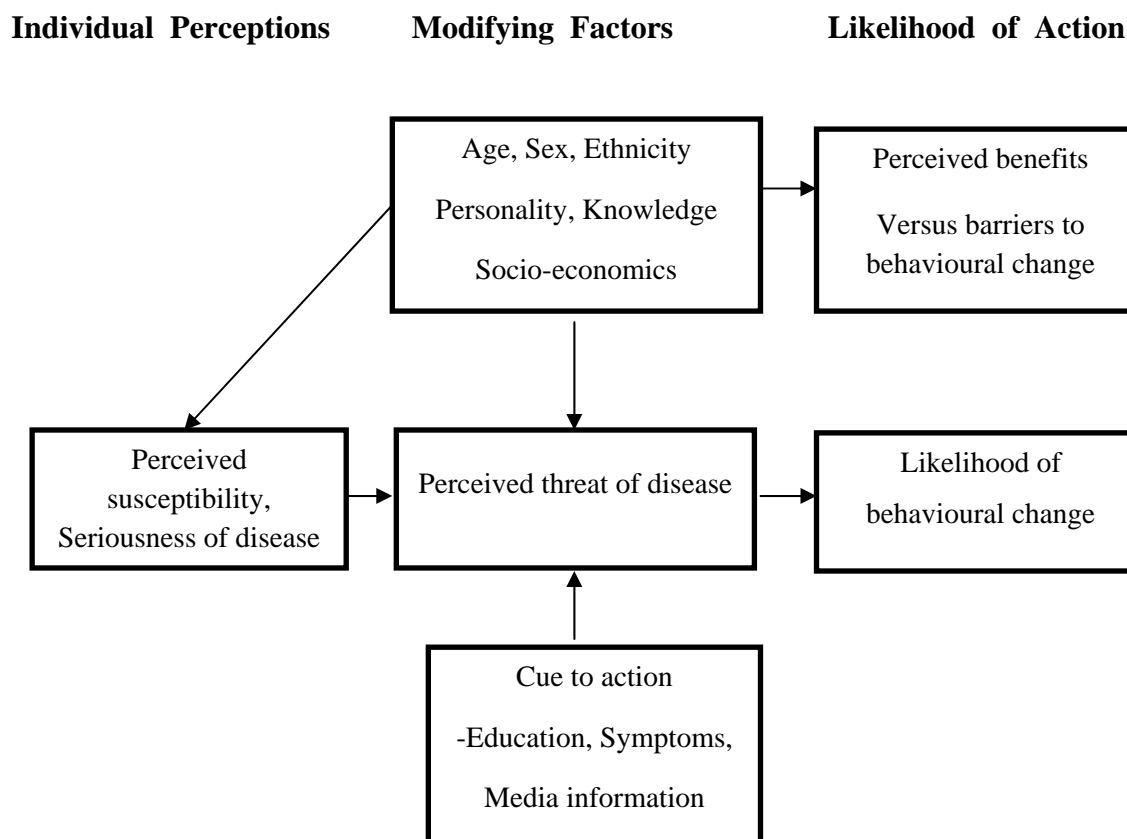 Individual Perceptions
Modifying Factors
Likelihood of Action
Age, Sex, Ethnicity
Personality, Knowledge
Socio-economics
Perceived benefits
Versus barriers to
behavioural change
Perceived
susceptibility,
Seriousness of disease
Perceived threat of disease
Likelihood of
behavioural change
Cue to action
-Education, Symptoms,
Media information